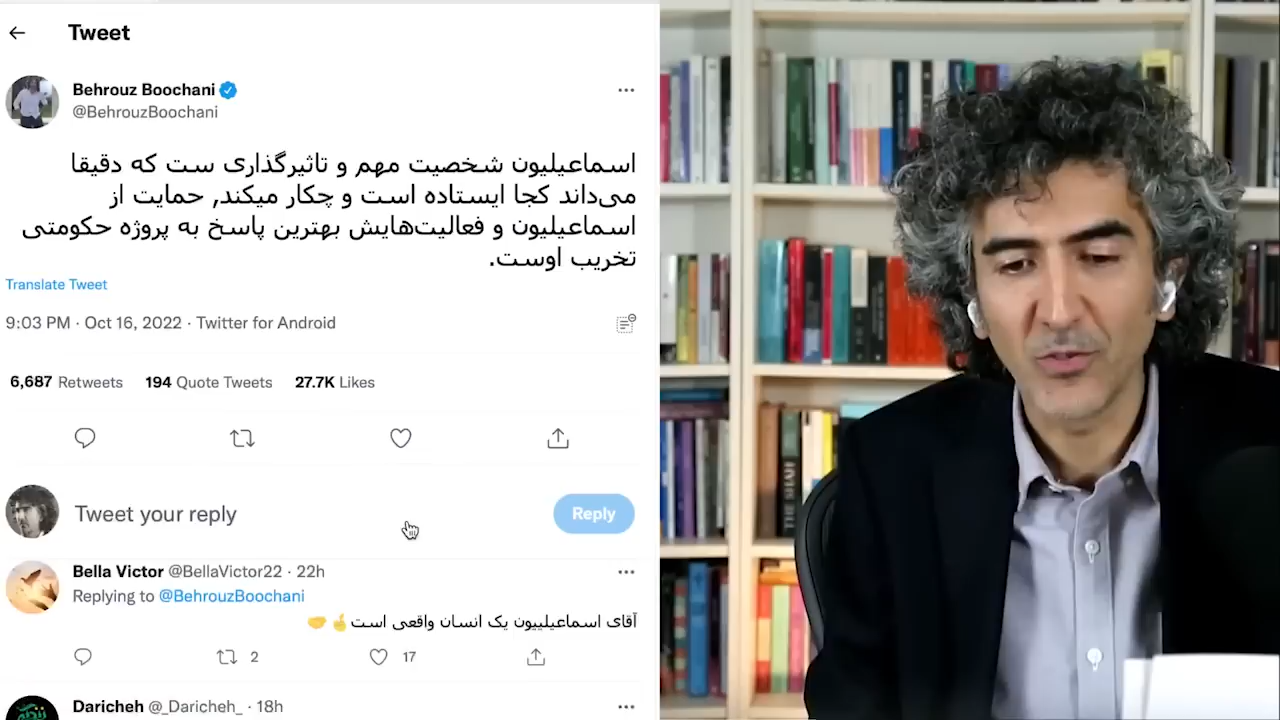 Tweet
Behrouz Boochani
@BehrouzBoochani
اسماعیلیون شخصیت مهم و تاثیرگذاری ست که دقیقا
می‌داند کجا ایستاده است و چکار میکند, حمایت از
اسماعیلیون و فعالیت‌هایش بهترین پاسخ به پروژه حکومتی
تخریب اوست.
Translate Tweet
9:03 PM · Oct 16, 2022 · Twitter for Android
6,687 Retweets 194 Quote Tweets 27.7K Likes
Tweet your reply
Reply
Bella Victor @BellaVictor22 · 22h
Replying to @BehrouzBoochani
آقای اسماعیلییون یک انسان واقعی است🤞🤝
2 17
Daricheh @_Daricheh_ · 18h
THE SHAH